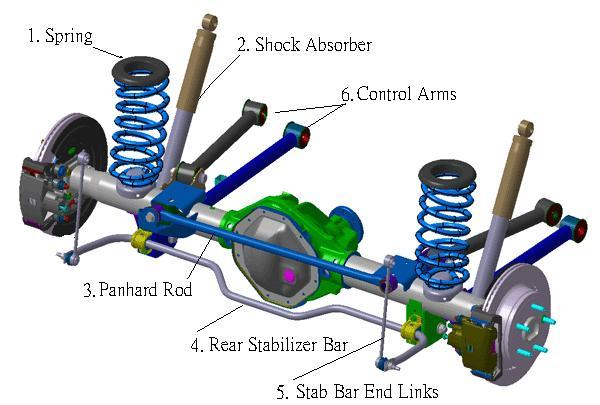 1. Spring
2. Shock Absorber
6. Control Arms
3. Panhard Rod
4. Rear Stabilizer Bar
5. Stab Bar End Links